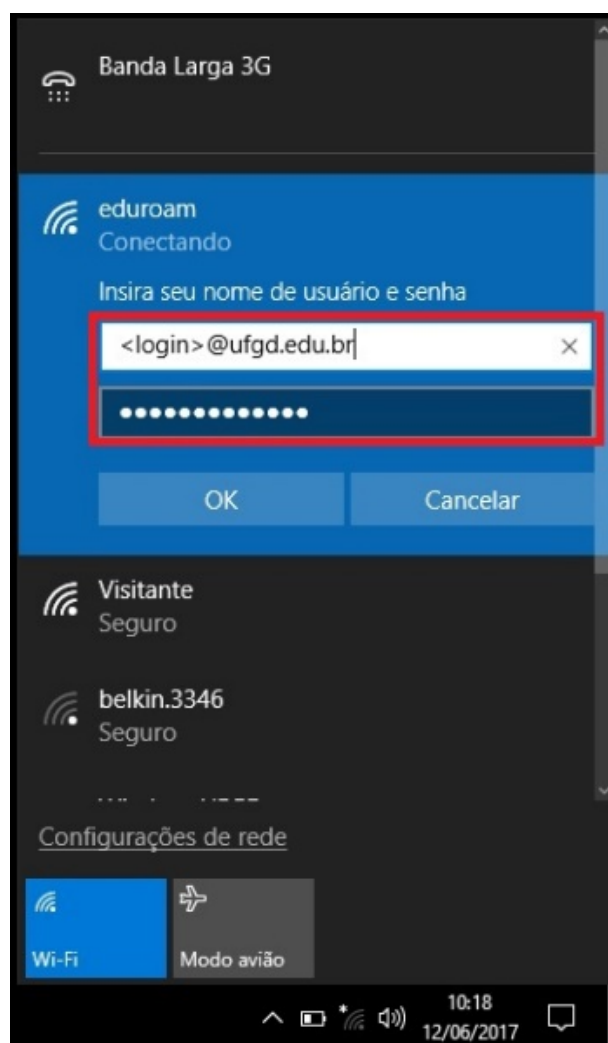 Banda Larga 3G
eduroam
Conectando
Insira seu nome de usuário e senha
<login>@ufgd.edu.br
OK
Cancelar
Visitante
Seguro
belkin.3346
Seguro
Configurações de rede
Wi-Fi
Modo avião
10:18
12/06/2017